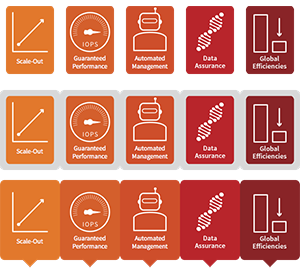 IOPS
Scale-Out
Guaranteed
Performance
Automated
Management
Data
Assurance
Global
Efficiencies
IOPS
Scale-Out
Guaranteed
Performance
Automated
Management
Data
Assurance
Global
Efficiencies
IOPS
Scale-Out
Guaranteed
Performance
Automated
Management
Data
Assurance
Global
Efficiencies